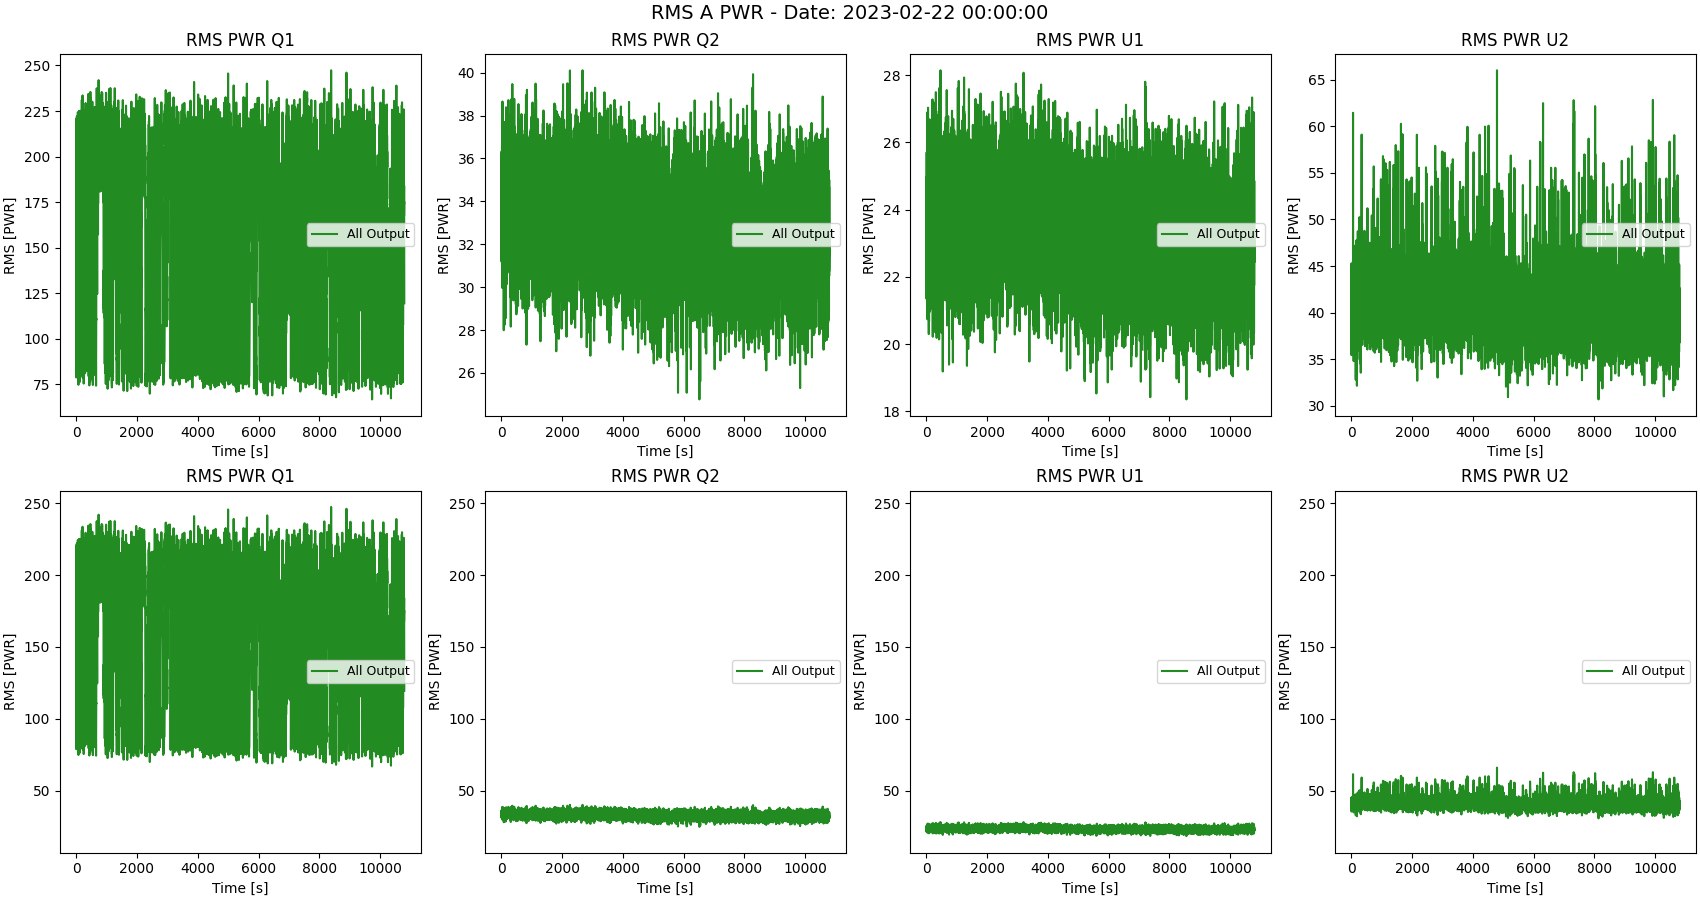 RMS A PWR - Date: 2023-02-22 00:00:00
RMS PWR Q1
RMS [PWR]
250
225
200
175
150
125
100
75
All Output
0 2000 4000 6000 8000 10000
Time [s]
RMS PWR Q2
RMS [PWR]
40
38
36
34
32
30
28
26
All Output
0 2000 4000 6000 8000 10000
Time [s]
RMS PWR U1
RMS [PWR]
28
26
24
22
20
18
All Output
0 2000 4000 6000 8000 10000
Time [s]
RMS PWR U2
RMS [PWR]
65
60
55
50
45
40
35
30
All Output
0 2000 4000 6000 8000 10000
Time [s]
RMS PWR Q1
RMS [PWR]
250
200
150
100
50
All Output
0 2000 4000 6000 8000 10000
Time [s]
RMS PWR Q2
RMS [PWR]
250
200
150
100
50
All Output
0 2000 4000 6000 8000 10000
Time [s]
RMS PWR U1
RMS [PWR]
250
200
150
100
50
All Output
0 2000 4000 6000 8000 10000
Time [s]
RMS PWR U2
RMS [PWR]
250
200
150
100
50
All Output
0 2000 4000 6000 8000 10000
Time [s]